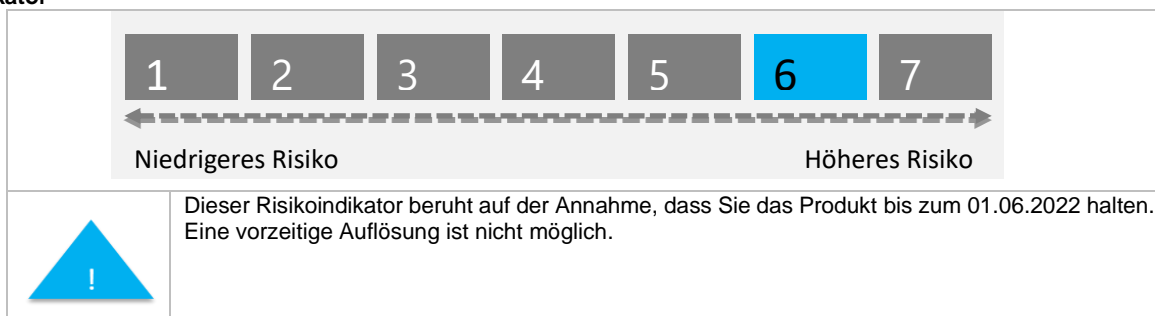 1 2 3 4 5 6 7
Niedrigeres Risiko Höheres Risiko
Dieser Risikoindikator beruht auf der Annahme, dass Sie das Produkt bis zum 01.06.2022 halten.
Eine vorzeitige Auflösung ist nicht möglich.
!